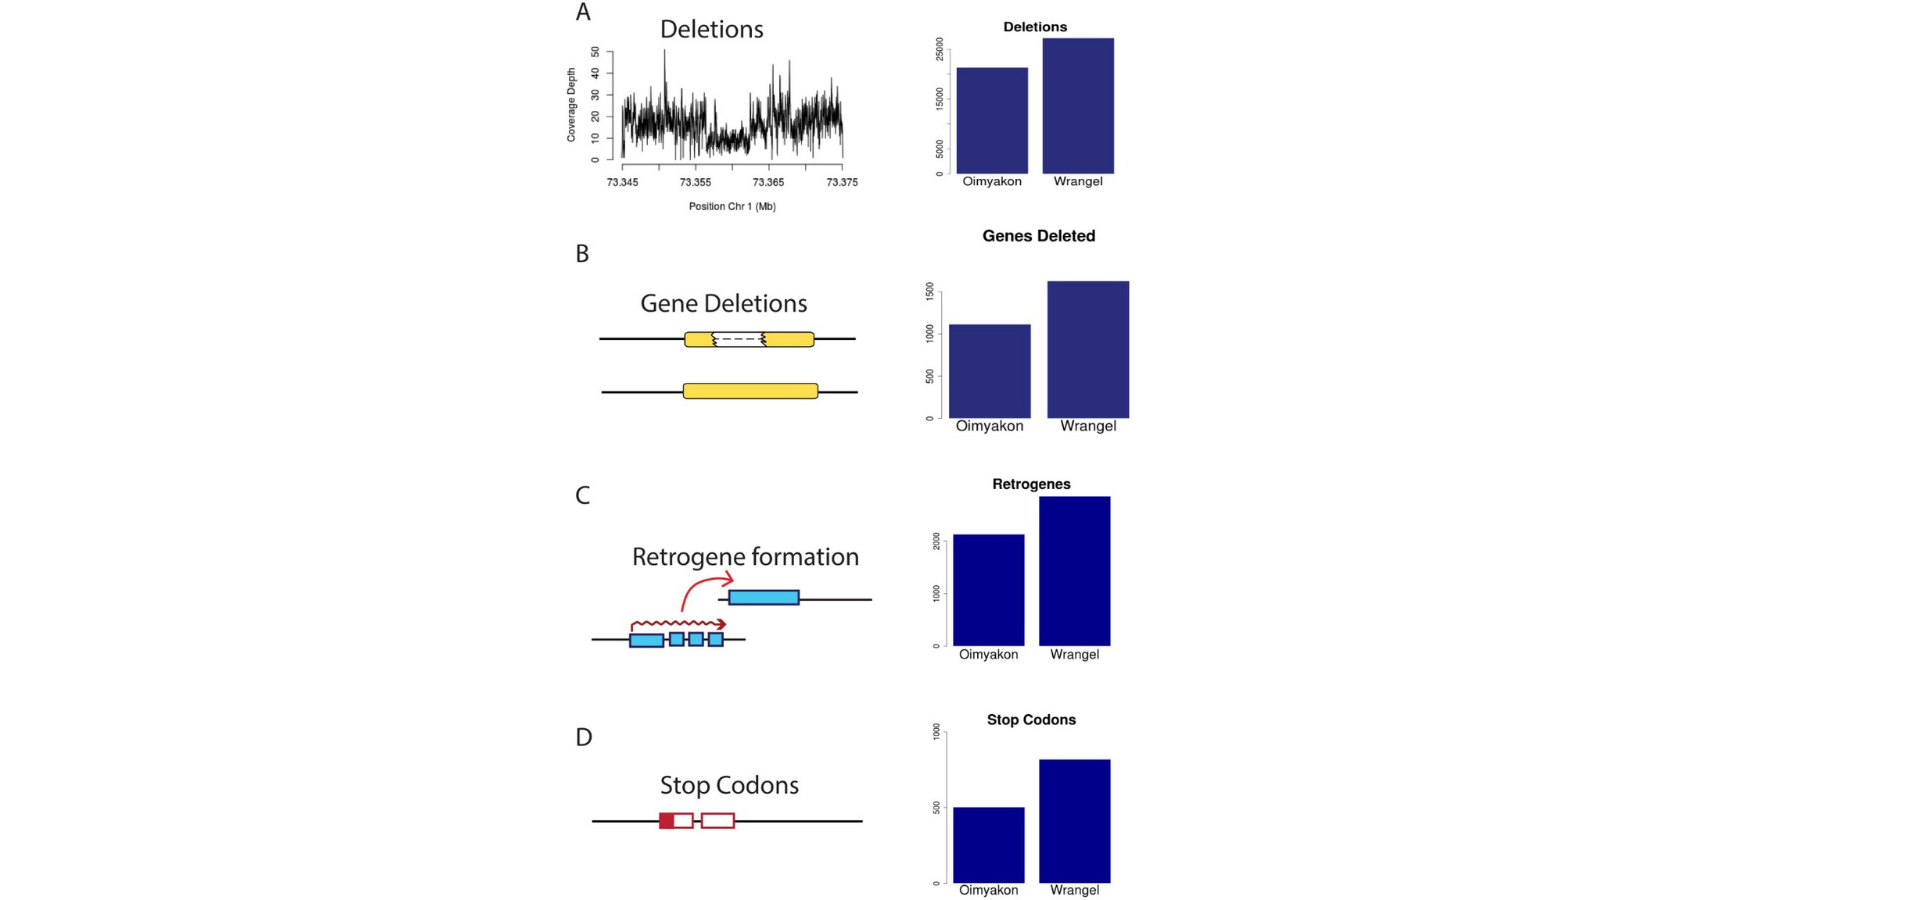 A
Deletions
50
40
30
20
10
0
Coverage Depth
73.345 73.355 73.365 73.375
Position Chr 1 (Mb)
Deletions
25000
15000
5000
0
Oimyakon Wrangel
B
Gene Deletions
Genes Deleted
1500
1000
500
0
Oimyakon Wrangel
C
Retrogene formation
Retrogenes
2000
1000
0
Oimyakon Wrangel
D
Stop Codons
Stop Codons
1000
500
0
Oimyakon Wrangel